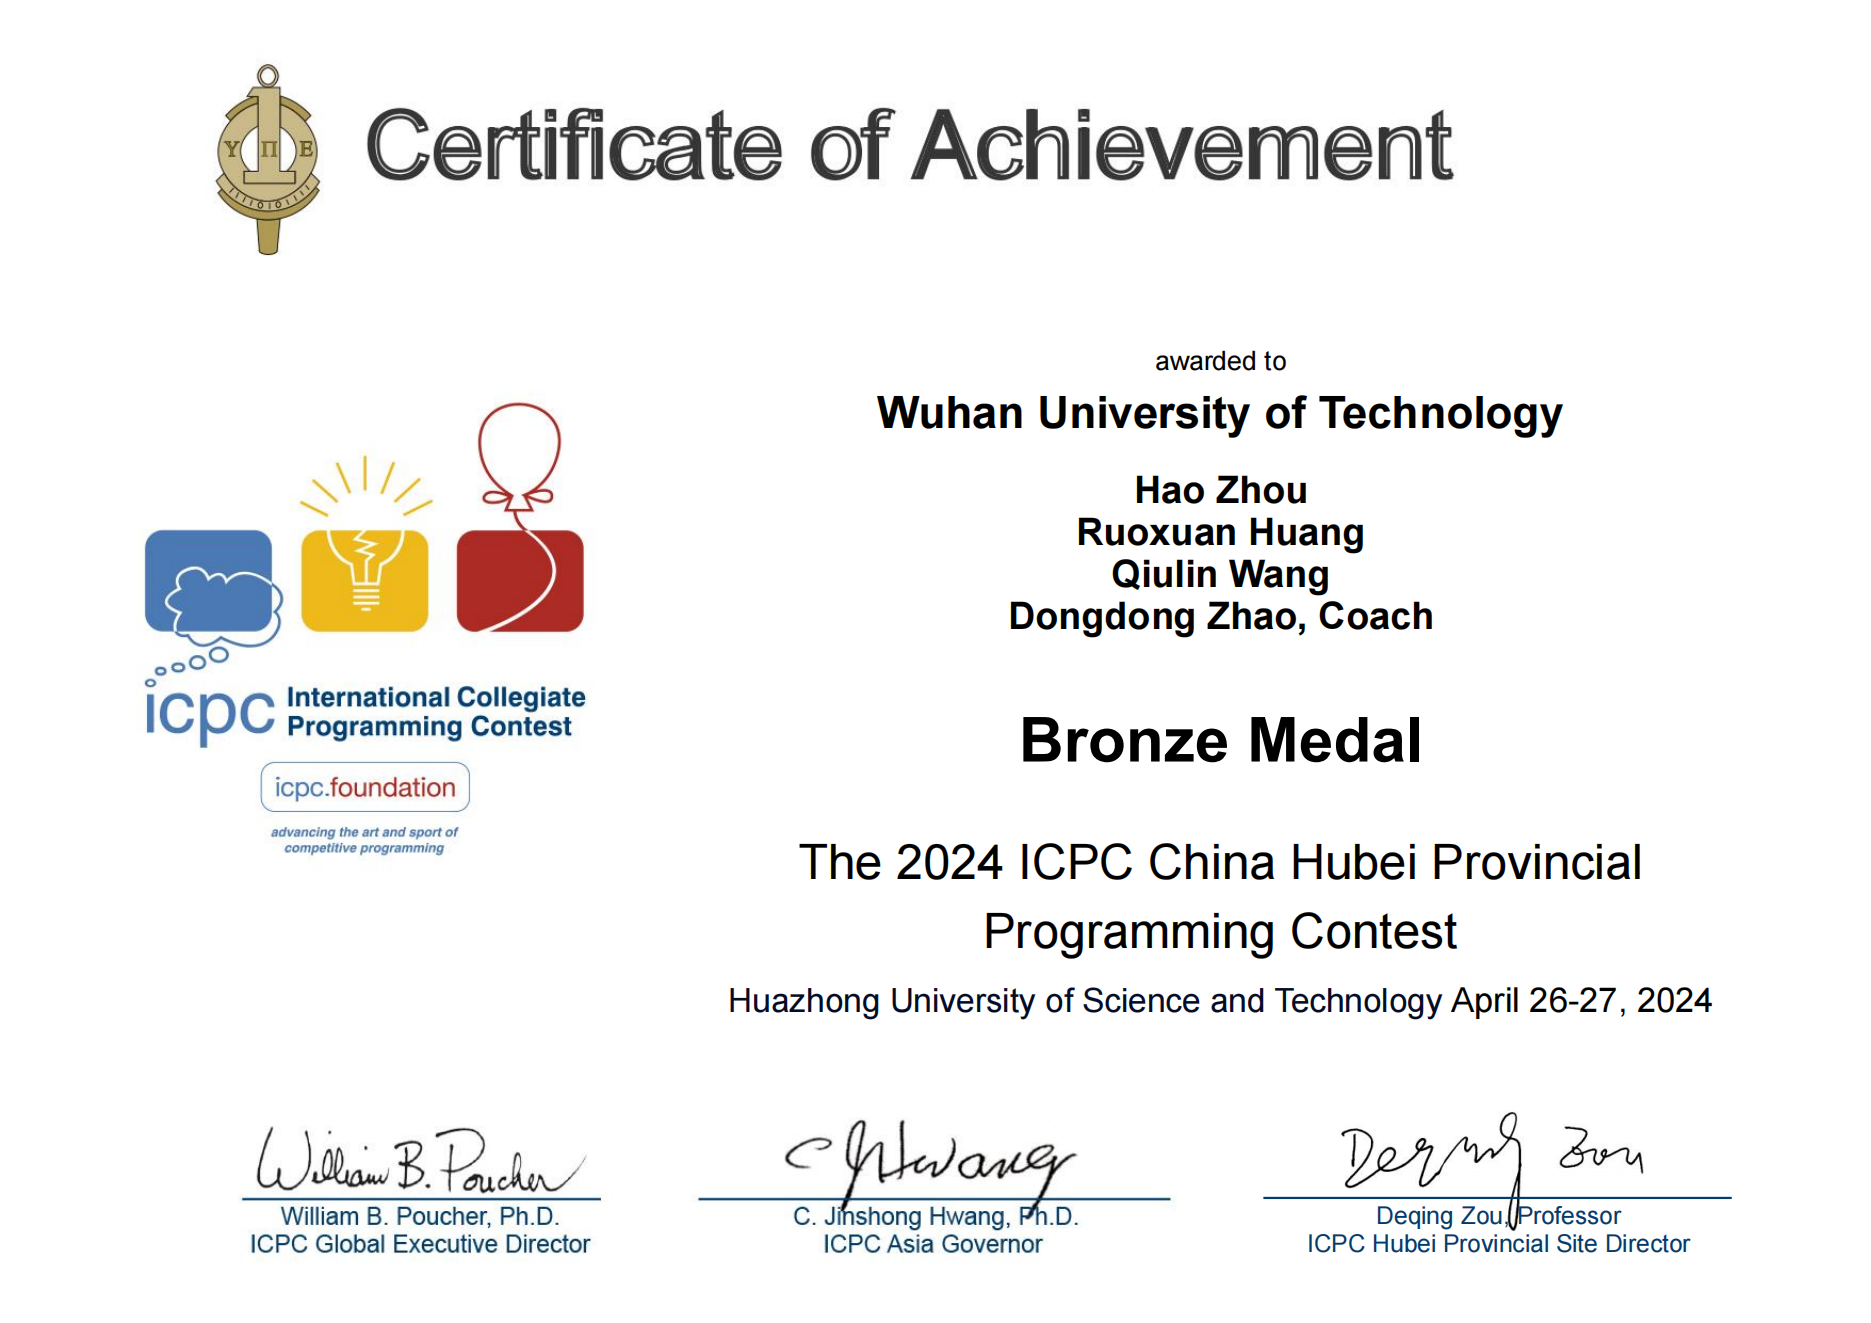 Certificate of Achievement
Υ Π Ε
awarded to
Wuhan University of Technology
Hao Zhou
Ruoxuan Huang
Qiulin Wang
Dongdong Zhao, Coach
Bronze Medal
The 2024 ICPC China Hubei Provincial
Programming Contest
Huazhong University of Science and Technology April 26-27, 2024
icpc International Collegiate
Programming Contest
icpc.foundation
advancing the art and sport of
competitive programming
William B. Poucher
William B. Poucher, Ph.D.
ICPC Global Executive Director
C J Hwang
C. Jinshong Hwang, Ph.D.
ICPC Asia Governor
Deqing Zou
Deqing Zou, Professor
ICPC Hubei Provincial Site Director